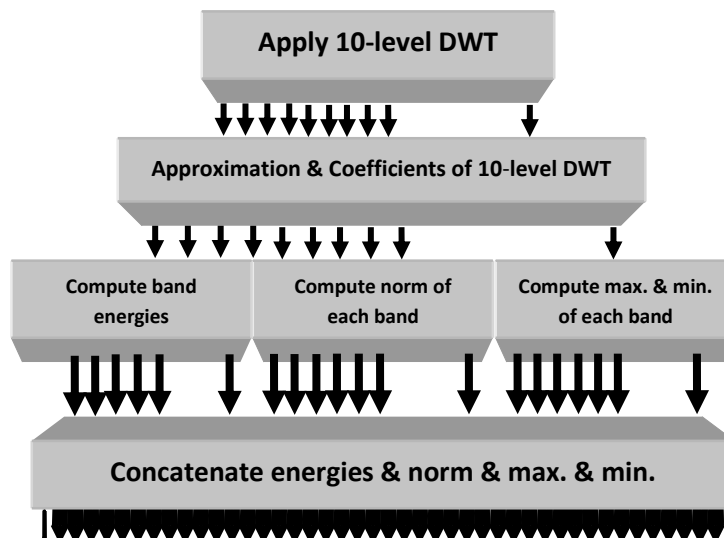 Apply 10-level DWT
Approximation & Coefficients of 10-level DWT
Compute band
energies
Compute norm of
each band
Compute max. & min.
of each band
Concatenate energies & norm & max. & min.